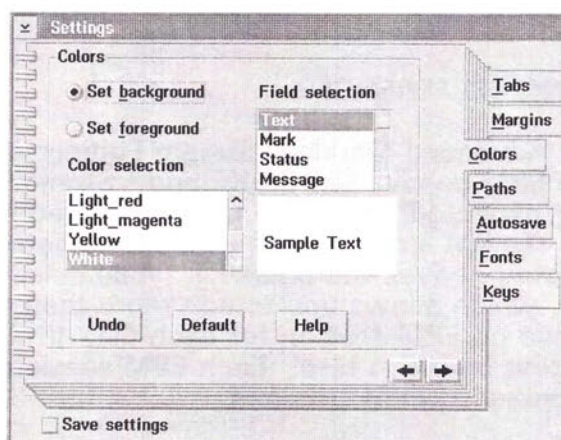 Settings
Colors
Set background
Set foreground
Color selection
Light_red
Light_magenta
Yellow
White
Field selection
Text
Mark
Status
Message
Sample Text
Undo
Default
Help
Tabs
Margins
Colors
Paths
Autosave
Fonts
Keys
Save settings